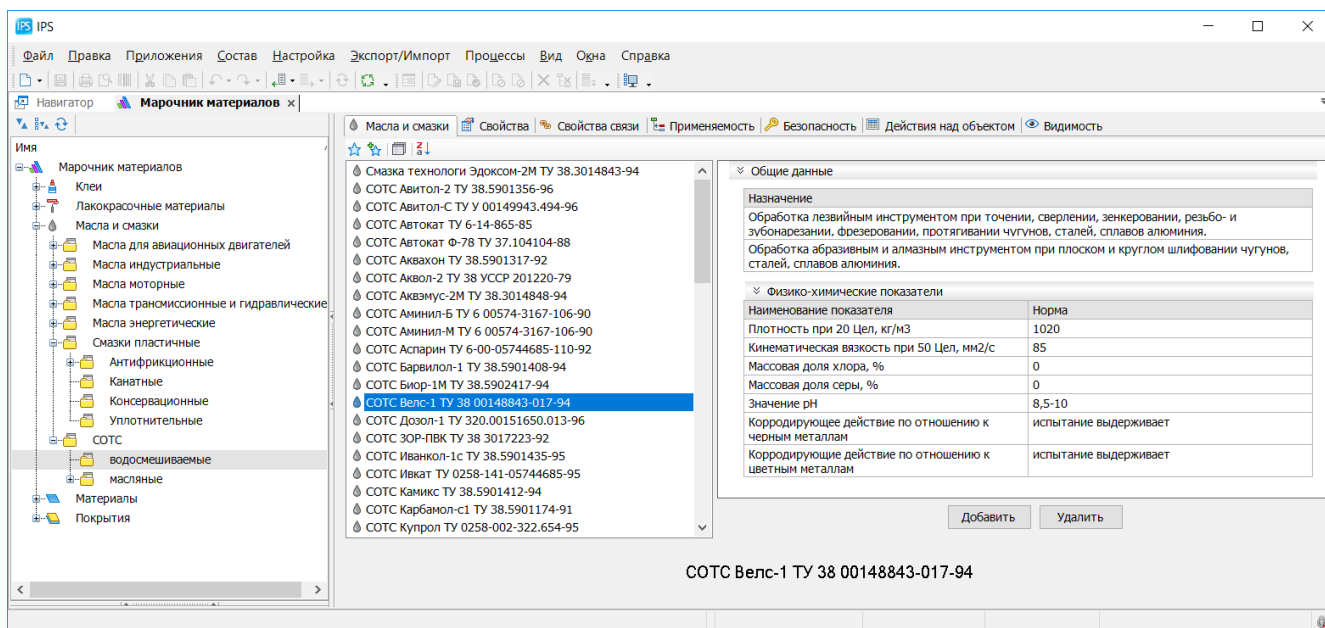 IPS IPS
Файл Правка Приложения Состав Настройка Экспорт/Импорт Процессы Вид Окна Справка
Навигатор Марочник материалов ×
Масла и смазки Свойства Свойства связи Применяемость Безопасность Действия над объектом Видимость
Имя
Марочник материалов
Клеи
Лакокрасочные материалы
Масла и смазки
Масла для авиационных двигателей
Масла индустриальные
Масла моторные
Масла трансмиссионные и гидравлические
Масла энергетические
Смазки пластичные
Антифрикционные
Канатные
Консервационные
Уплотнительные
СОТС
водосмешиваемые
масляные
Материалы
Покрытия
Смазка технологи Эдоксом-2М ТУ 38.3014843-94
СОТС Авитол-2 ТУ 38.5901356-96
СОТС Авитол-С ТУ У 00149943.494-96
СОТС Автокат ТУ 6-14-865-85
СОТС Автокат Ф-78 ТУ 37.104104-88
СОТС Аквахон ТУ 38.5901317-92
СОТС Аквол-2 ТУ 38 УССР 201220-79
СОТС Аквэмус-2М ТУ 38.3014848-94
СОТС Аминил-Б ТУ 6 00574-3167-106-90
СОТС Аминил-М ТУ 6 00574-3167-106-90
СОТС Аспарин ТУ 6-00-05744685-110-92
СОТС Барвилол-1 ТУ 38.5901408-94
СОТС Биор-1М ТУ 38.5902417-94
СОТС Велс-1 ТУ 38 00148843-017-94
СОТС Дозол-1 ТУ 320.00151650.013-96
СОТС ЗОР-ПВК ТУ 38 3017223-92
СОТС Иванкол-1с ТУ 38.5901435-95
СОТС Ивкат ТУ 0258-141-05744685-95
СОТС Камикс ТУ 38.5901412-94
СОТС Карбамол-с1 ТУ 38.5901174-91
СОТС Купрол ТУ 0258-002-322.654-95
Общие данные
Назначение
Обработка лезвийным инструментом при точении, сверлении, зенкеровании, резьбо- и
зубонарезании, фрезеровании, протягивании чугунов, сталей, сплавов алюминия.
Обработка абразивным и алмазным инструментом при плоском и круглом шлифовании чугунов,
сталей, сплавов алюминия.
Физико-химические показатели
Наименование показателя Норма
Плотность при 20 Цел, кг/м3 1020
Кинематическая вязкость при 50 Цел, мм2/с 85
Массовая доля хлора, % 0
Массовая доля серы, % 0
Значение pH 8,5-10
Корродирующее действие по отношению к испытание выдерживает
черным металлам
Корродирующие действие по отношению к испытание выдерживает
цветным металлам
Добавить Удалить
СОТС Велс-1 ТУ 38 00148843-017-94